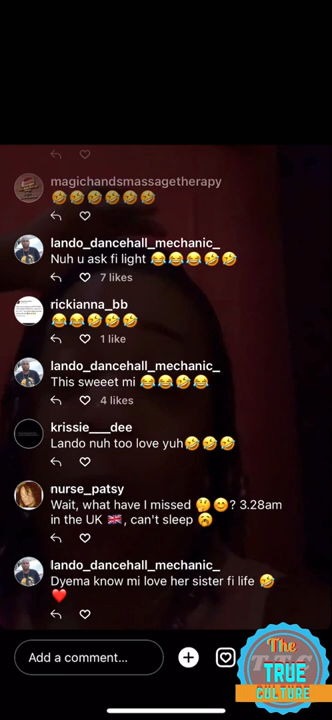 magichandsmassagetherapy
🤣🤣🤣🤣🤣🤣
lando_dancehall_mechanic_
Nuh u ask fi light 😂😂😂🤣🤣
7 likes
rickianna_bb
😂😂🤣🤣🤣
1 like
lando_dancehall_mechanic_
This sweeet mi 😂😂🤣😂
4 likes
krissie___dee
Lando nuh too love yuh🤣🤣🤣
nurse_patsy
Wait, what have I missed 🤔😊? 3.28am
in the UK 🇬🇧, can't sleep 🥱
lando_dancehall_mechanic_
Dyema know mi love her sister fi life 🤣
❤️
Add a comment...
The
TRUE
CULTURE